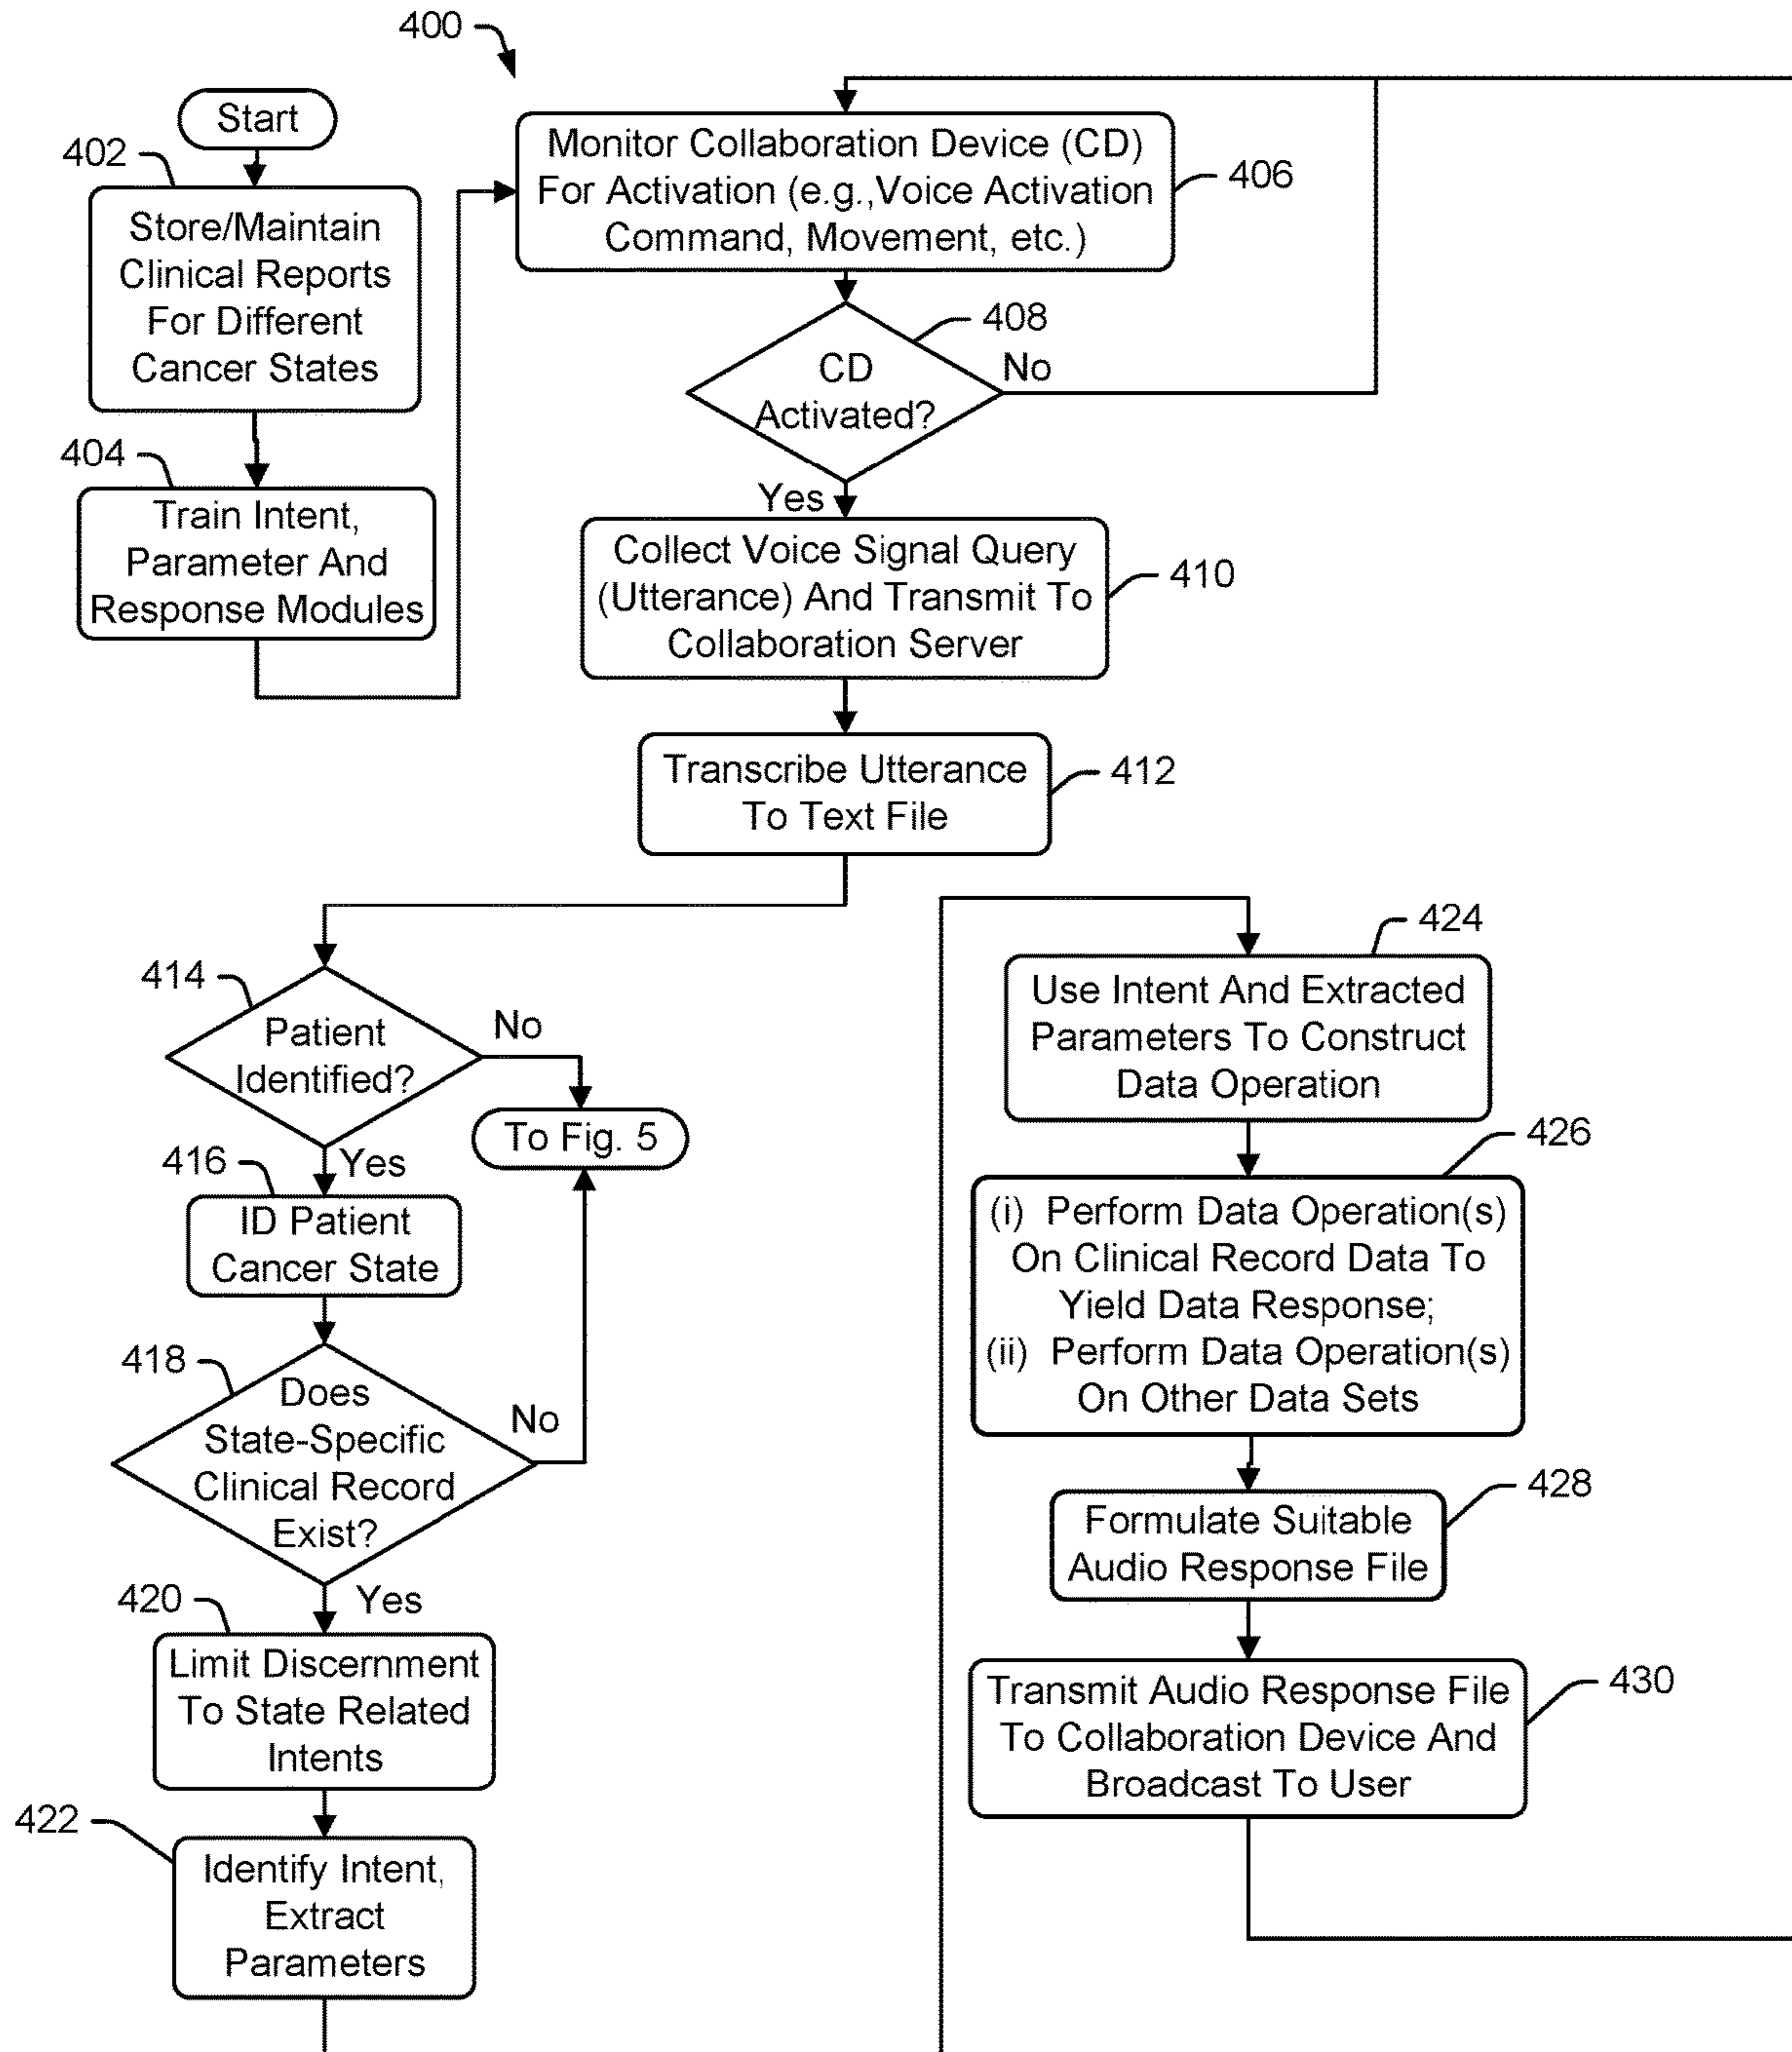 400
Start
402
Store/Maintain
Clinical Reports
For Different
Cancer States
404
Train Intent,
Parameter And
Response Modules
Monitor Collaboration Device (CD)
For Activation (e.g.,Voice Activation
Command, Movement, etc.)
406
408
CD
Activated?
No
Yes
Collect Voice Signal Query
(Utterance) And Transmit To
Collaboration Server
410
Transcribe Utterance
To Text File
412
414
Patient
Identified?
No
To Fig. 5
Yes
416
ID Patient
Cancer State
418
Does
State-Specific
Clinical Record
Exist?
No
Yes
420
Limit Discernment
To State Related
Intents
422
Identify Intent,
Extract
Parameters
424
Use Intent And Extracted
Parameters To Construct
Data Operation
426
(i) Perform Data Operation(s)
On Clinical Record Data To
Yield Data Response;
(ii) Perform Data Operation(s)
On Other Data Sets
428
Formulate Suitable
Audio Response File
430
Transmit Audio Response File
To Collaboration Device And
Broadcast To User